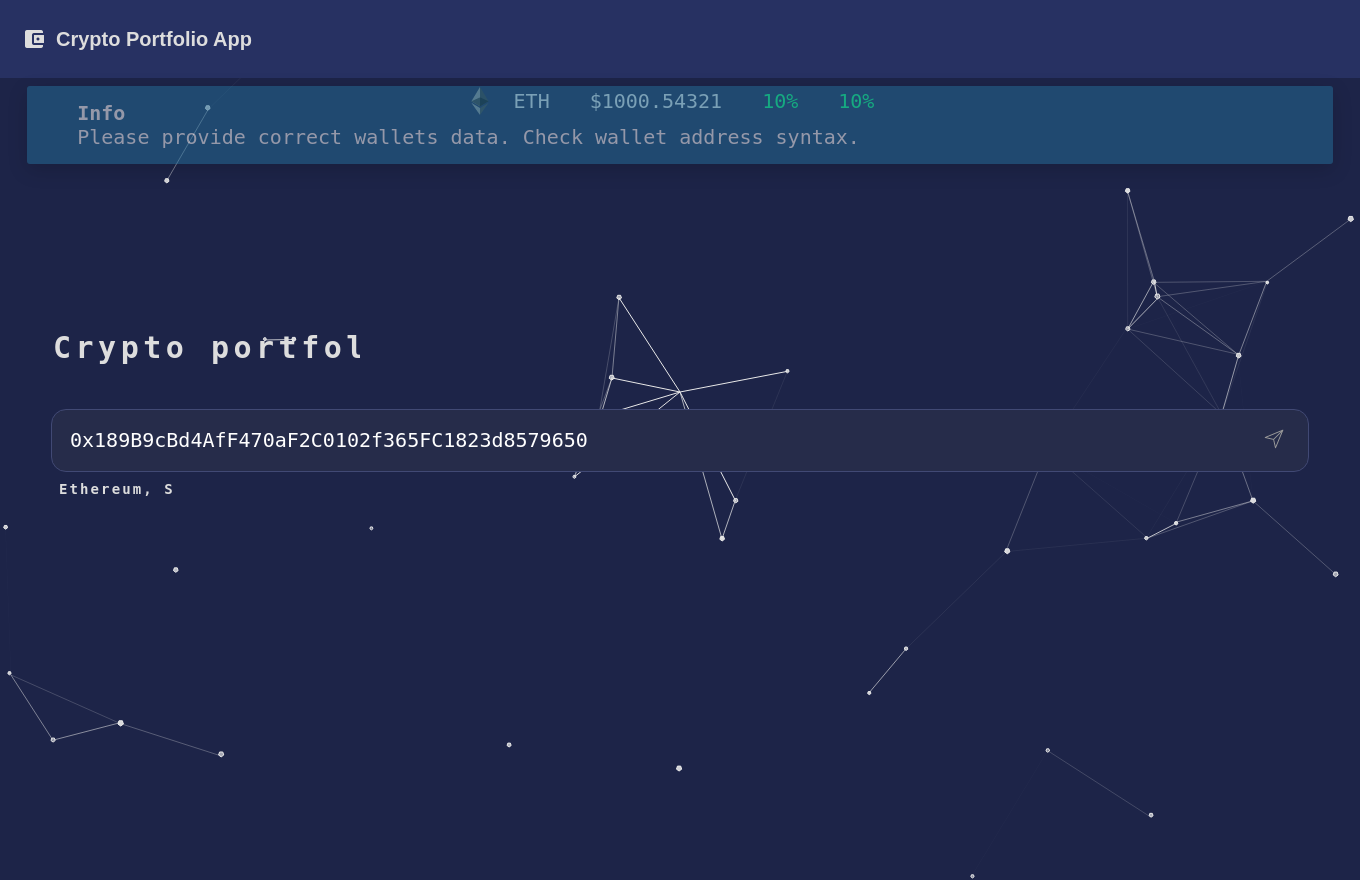 Crypto Portfolio App
ETH $1000.54321 10% 10%
Info
Please provide correct wallets data. Check wallet address syntax.
Crypto portfol
0x189B9cBd4AfF470aF2C0102f365FC1823d8579650
Ethereum, S